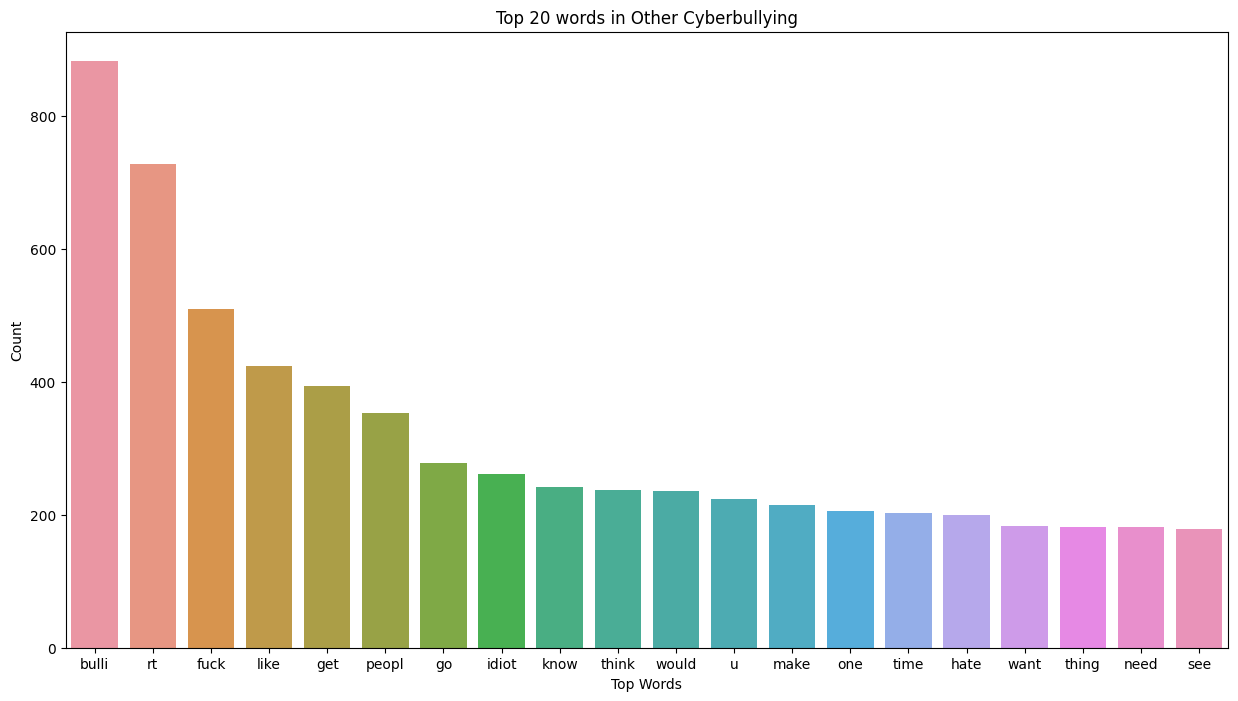 Top 20 words in Other Cyberbullying
800
600
400
200
0
Count
bulli rt fuck like get peopl go idiot know think would u make one time hate want thing need see
Top Words